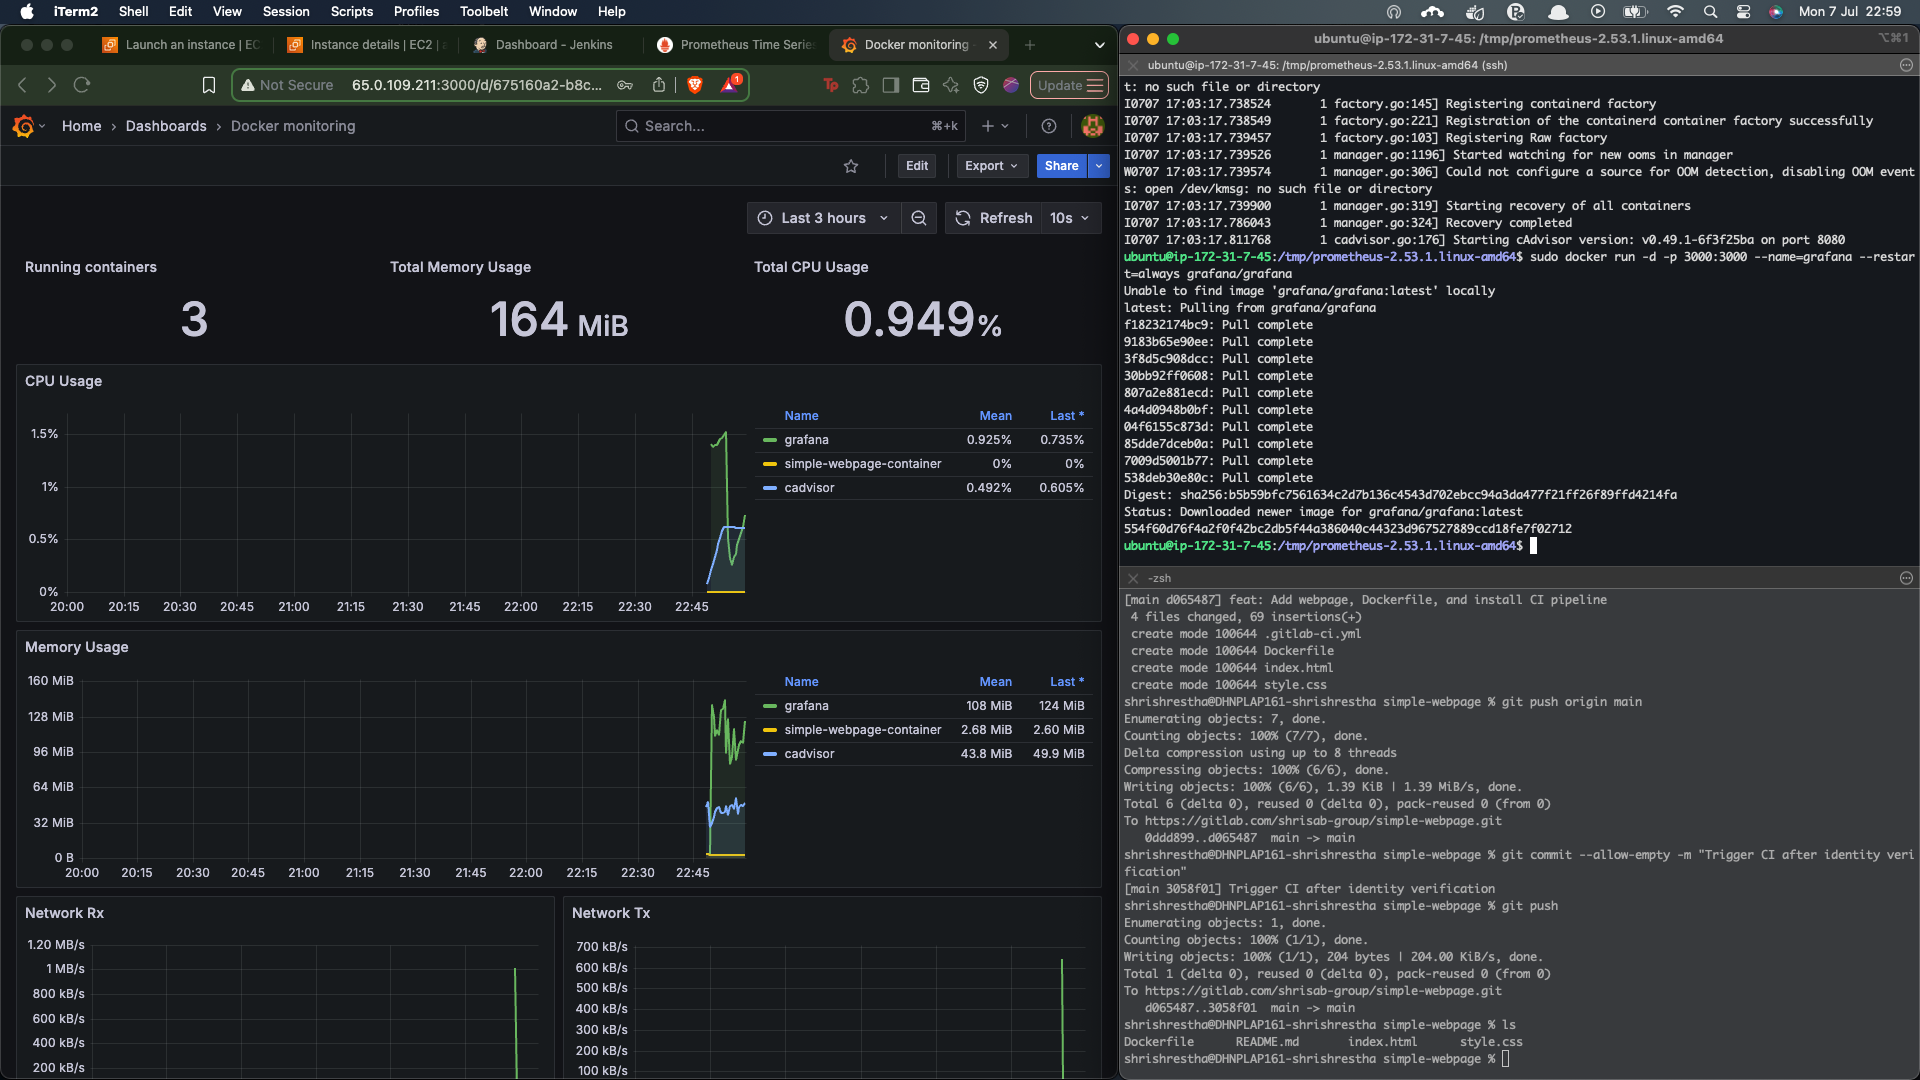 iTerm2 Shell Edit View Session Scripts Profiles Toolbelt Window Help Mon 7 Jul 22:59
Launch an instance | EC
Instance details | EC2 | a
Dashboard - Jenkins
Prometheus Time Series
Docker monitoring
Not Secure 65.0.109.211:3000/d/675160a2-b8c... 1 Tp Update
Home › Dashboards › Docker monitoring
Search... ⌘+k
Edit Export Share
Last 3 hours Refresh 10s
Running containers
3
Total Memory Usage
164 MiB
Total CPU Usage
0.949%
CPU Usage
1.5%
1%
0.5%
0%
20:00 20:15 20:30 20:45 21:00 21:15 21:30 21:45 22:00 22:15 22:30 22:45
Name Mean Last *
grafana 0.925% 0.735%
simple-webpage-container 0% 0%
cadvisor 0.492% 0.605%
Memory Usage
160 MiB
128 MiB
96 MiB
64 MiB
32 MiB
0 B
20:00 20:15 20:30 20:45 21:00 21:15 21:30 21:45 22:00 22:15 22:30 22:45
Name Mean Last *
grafana 108 MiB 124 MiB
simple-webpage-container 2.68 MiB 2.60 MiB
cadvisor 43.8 MiB 49.9 MiB
Network Rx
1.20 MB/s
1 MB/s
800 kB/s
600 kB/s
400 kB/s
200 kB/s
Network Tx
700 kB/s
600 kB/s
500 kB/s
400 kB/s
300 kB/s
200 kB/s
100 kB/s
ubuntu@ip-172-31-7-45: /tmp/prometheus-2.53.1.linux-amd64 ⌥⌘1
ubuntu@ip-172-31-7-45: /tmp/prometheus-2.53.1.linux-amd64 (ssh)
t: no such file or directory
I0707 17:03:17.738524 1 factory.go:145] Registering containerd factory
I0707 17:03:17.738549 1 factory.go:221] Registration of the containerd container factory successfully
I0707 17:03:17.739457 1 factory.go:103] Registering Raw factory
I0707 17:03:17.739526 1 manager.go:1196] Started watching for new ooms in manager
W0707 17:03:17.739574 1 manager.go:306] Could not configure a source for OOM detection, disabling OOM event
s: open /dev/kmsg: no such file or directory
I0707 17:03:17.739900 1 manager.go:319] Starting recovery of all containers
I0707 17:03:17.786043 1 manager.go:324] Recovery completed
I0707 17:03:17.811768 1 cadvisor.go:176] Starting cAdvisor version: v0.49.1-6f3f25ba on port 8080
ubuntu@ip-172-31-7-45:/tmp/prometheus-2.53.1.linux-amd64$ sudo docker run -d -p 3000:3000 --name=grafana --restar
t=always grafana/grafana
Unable to find image 'grafana/grafana:latest' locally
latest: Pulling from grafana/grafana
f18232174bc9: Pull complete
9183b65e90ee: Pull complete
3f8d5c908dcc: Pull complete
30bb92ff0608: Pull complete
807a2e881ecd: Pull complete
4a4d0948b0bf: Pull complete
04f6155c873d: Pull complete
85dde7dceb0a: Pull complete
7009d5001b77: Pull complete
538deb30e80c: Pull complete
Digest: sha256:b5b59bfc7561634c2d7b136c4543d702ebcc94a3da477f21ff26f89ffd4214fa
Status: Downloaded newer image for grafana/grafana:latest
554f60d76f4a2f0f42bc2db5f44a386040c44323d967527889ccd18fe7f02712
ubuntu@ip-172-31-7-45:/tmp/prometheus-2.53.1.linux-amd64$
-zsh
[main d065487] feat: Add webpage, Dockerfile, and install CI pipeline
4 files changed, 69 insertions(+)
create mode 100644 .gitlab-ci.yml
create mode 100644 Dockerfile
create mode 100644 index.html
create mode 100644 style.css
shrishrestha@DHNPLAP161-shrishrestha simple-webpage % git push origin main
Enumerating objects: 7, done.
Counting objects: 100% (7/7), done.
Delta compression using up to 8 threads
Compressing objects: 100% (6/6), done.
Writing objects: 100% (6/6), 1.39 KiB | 1.39 MiB/s, done.
Total 6 (delta 0), reused 0 (delta 0), pack-reused 0 (from 0)
To https://gitlab.com/shrisab-group/simple-webpage.git
0ddd899..d065487 main -> main
shrishrestha@DHNPLAP161-shrishrestha simple-webpage % git commit --allow-empty -m "Trigger CI after identity veri
fication"
[main 3058f01] Trigger CI after identity verification
shrishrestha@DHNPLAP161-shrishrestha simple-webpage % git push
Enumerating objects: 1, done.
Counting objects: 100% (1/1), done.
Writing objects: 100% (1/1), 204 bytes | 204.00 KiB/s, done.
Total 1 (delta 0), reused 0 (delta 0), pack-reused 0 (from 0)
To https://gitlab.com/shrisab-group/simple-webpage.git
d065487..3058f01 main -> main
shrishrestha@DHNPLAP161-shrishrestha simple-webpage % ls
Dockerfile README.md index.html style.css
shrishrestha@DHNPLAP161-shrishrestha simple-webpage %